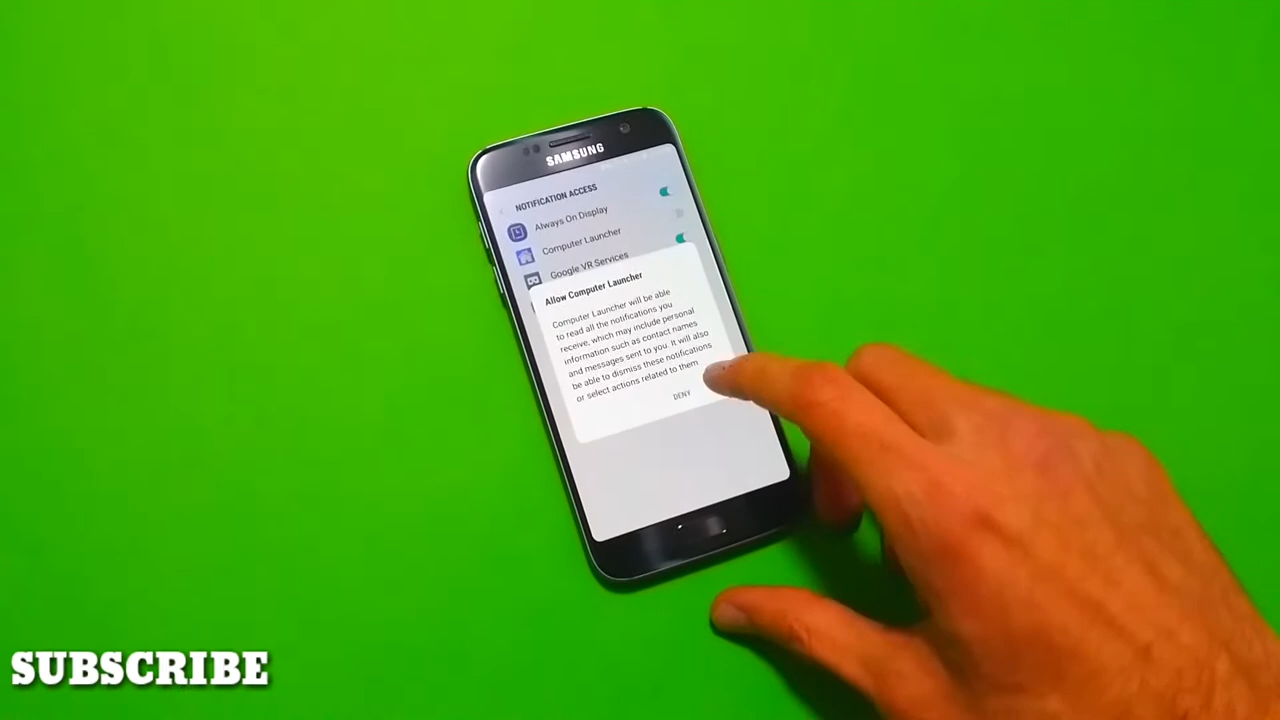 SAMSUNG
NOTIFICATION ACCESS
Always On Display
Computer Launcher
Google VR Services
Allow Computer Launcher
Computer Launcher will be able
to read all the notifications you
receive, which may include personal
information such as contact names
and messages sent to you. It will also
be able to dismiss these notifications
or select actions related to them
DENY
SUBSCRIBE